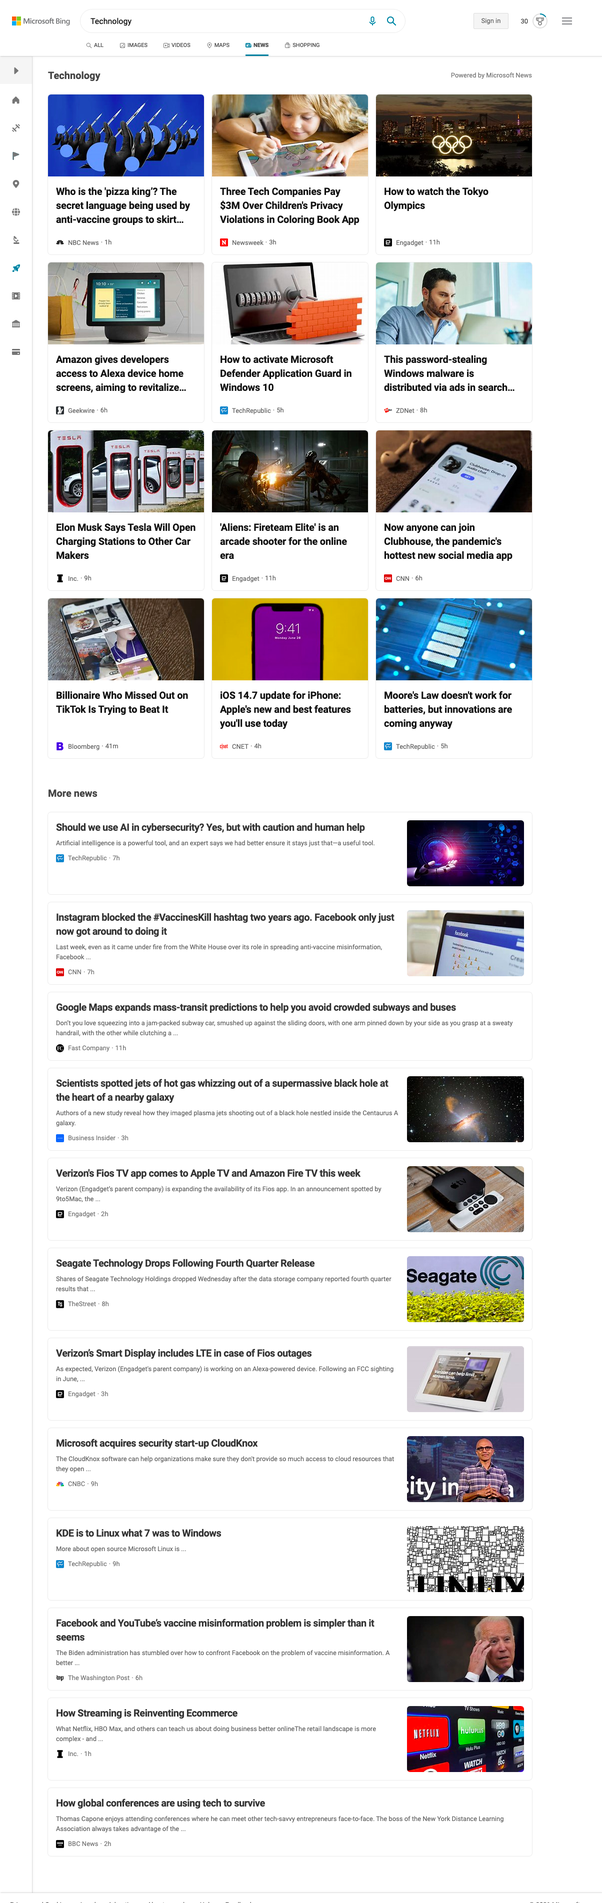 Microsoft Bing
Technology
Sign in
30
ALL
IMAGES
VIDEOS
MAPS
NEWS
SHOPPING
Technology
Powered by Microsoft News
Who is the 'pizza king'? The
secret language being used by
anti-vaccine groups to skirt...
NBC News · 1h
Three Tech Companies Pay
$3M Over Children's Privacy
Violations in Coloring Book App
Newsweek · 3h
How to watch the Tokyo
Olympics
Engadget · 11h
Amazon gives developers
access to Alexa device home
screens, aiming to revitalize...
Geekwire · 6h
How to activate Microsoft
Defender Application Guard in
Windows 10
TechRepublic · 5h
This password-stealing
Windows malware is
distributed via ads in search...
ZDNet · 8h
TESLA
TESLA
Elon Musk Says Tesla Will Open
Charging Stations to Other Car
Makers
Inc. · 9h
'Aliens: Fireteam Elite' is an
arcade shooter for the online
era
Engadget · 11h
Now anyone can join
Clubhouse, the pandemic's
hottest new social media app
CNN · 6h
9:41
Billionaire Who Missed Out on
TikTok Is Trying to Beat It
Bloomberg · 41m
iOS 14.7 update for iPhone:
Apple's new and best features
you'll use today
CNET · 4h
Moore's Law doesn't work for
batteries, but innovations are
coming anyway
TechRepublic · 5h
More news
Should we use AI in cybersecurity? Yes, but with caution and human help
Artificial intelligence is a powerful tool, and an expert says we had better ensure it stays just that—a useful tool.
TechRepublic · 7h
Instagram blocked the #VaccinesKill hashtag two years ago. Facebook only just
now got around to doing it
Last week, even as it came under fire from the White House over its role in spreading anti-vaccine misinformation,
Facebook ...
CNN · 7h
facebook
Google Maps expands mass-transit predictions to help you avoid crowded subways and buses
Don't you love squeezing into a jam-packed subway car, smushed up against the sliding doors, with one arm pinned down by your side as you grasp at a sweaty
handrail, with the other while clutching a ...
Fast Company · 11h
Scientists spotted jets of hot gas whizzing out of a supermassive black hole at
the heart of a nearby galaxy
Authors of a new study reveal how they imaged plasma jets shooting out of a black hole nestled inside the Centaurus A
galaxy.
Business Insider · 3h
Verizon's Fios TV app comes to Apple TV and Amazon Fire TV this week
Verizon (Engadget's parent company) is expanding the availability of its Fios app. In an announcement spotted by
9to5Mac, the ...
Engadget · 2h
Seagate Technology Drops Following Fourth Quarter Release
Shares of Seagate Technology Holdings dropped Wednesday after the data storage company reported fourth quarter
results that ...
TheStreet · 8h
Seagate
Verizon's Smart Display includes LTE in case of Fios outages
As expected, Verizon (Engadget's parent company) is working on an Alexa-powered device. Following an FCC sighting
in June, ...
Engadget · 3h
Microsoft acquires security start-up CloudKnox
The CloudKnox software can help organizations make sure they don't provide so much access to cloud resources that
they open ...
CNBC · 9h
KDE is to Linux what 7 was to Windows
More about open source Microsoft Linux is ...
TechRepublic · 9h
Facebook and YouTube's vaccine misinformation problem is simpler than it
seems
The Biden administration has stumbled over how to confront Facebook on the problem of vaccine misinformation. A
better ...
The Washington Post · 6h
How Streaming is Reinventing Ecommerce
What Netflix, HBO Max, and others can teach us about doing business better onlineThe retail landscape is more
complex - and ...
Inc. · 1h
NETFLIX
Netflix
hulu
Hulu Plus
WATCH
How global conferences are using tech to survive
Thomas Capone enjoys attending conferences where he can meet other tech-savvy entrepreneurs face-to-face. The boss of the New York Distance Learning
Association always takes advantage of the ...
BBC News · 2h